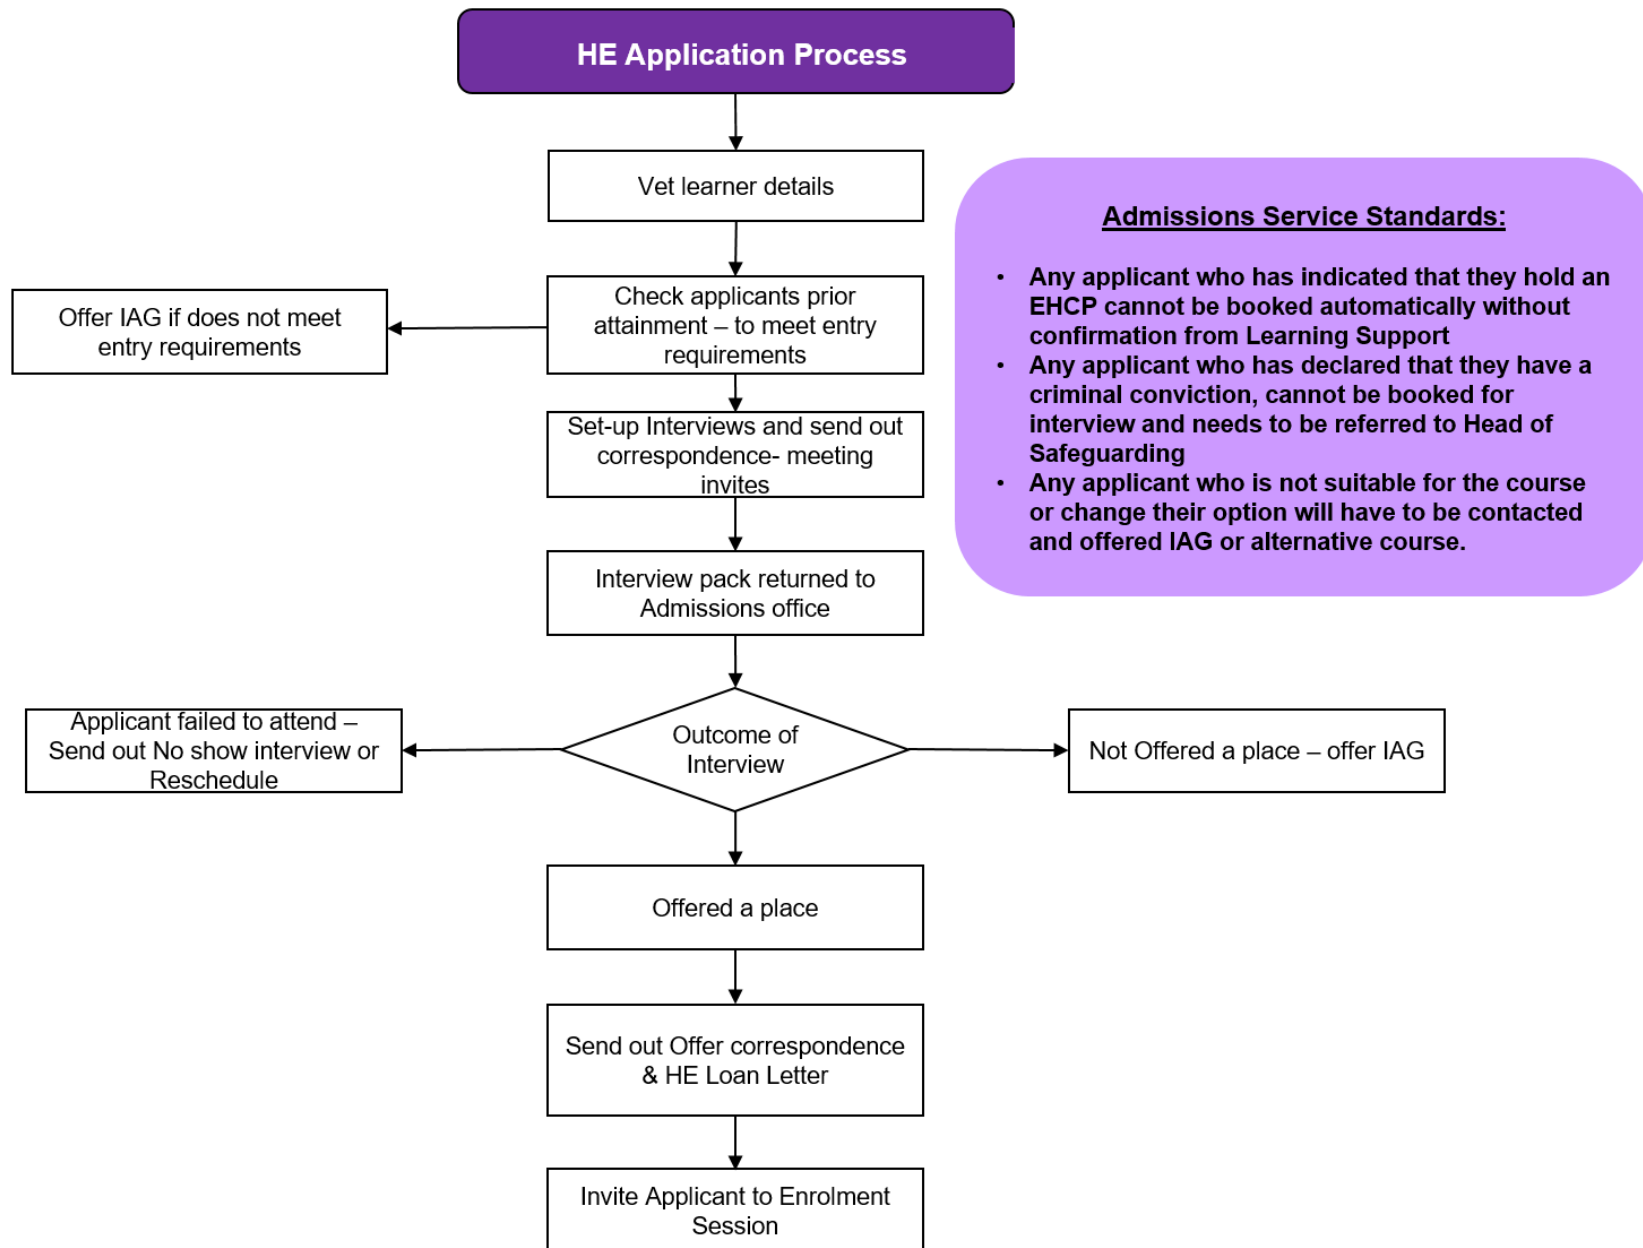 HE Application Process
Vet learner details
Admissions Service Standards:
• Any applicant who has indicated that they hold an
EHCP cannot be booked automatically without
confirmation from Learning Support
• Any applicant who has declared that they have a
criminal conviction, cannot be booked for
interview and needs to be referred to Head of
Safeguarding
• Any applicant who is not suitable for the course
or change their option will have to be contacted
and offered IAG or alternative course.
Check applicants prior
attainment – to meet entry
requirements
Offer IAG if does not meet
entry requirements
Set-up Interviews and send out
correspondence- meeting
invites
Interview pack returned to
Admissions office
Outcome of
Interview
Applicant failed to attend –
Send out No show interview or
Reschedule
Not Offered a place – offer IAG
Offered a place
Send out Offer correspondence
& HE Loan Letter
Invite Applicant to Enrolment
Session